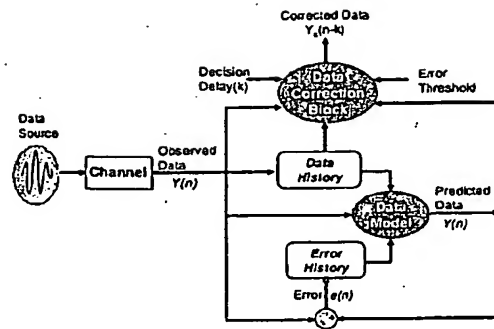 Corrected Data
Yc(n-k)
Decision
Delay(k)
Data
Correction
Block
Error
Threshold
Data
Source
Channel
Observed
Data
Y(n)
Data
History
Data
Model
Predicted
Data
Y(n)
Error
History
Error e(n)